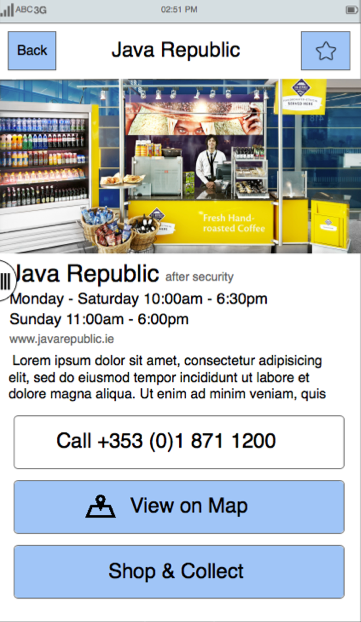 ABC 3G 02:51 PM
Back Java Republic
"Fresh Hand-
roasted Coffee
Java Republic after security
Monday - Saturday 10:00am - 6:30pm
Sunday 11:00am - 6:00pm
www.javarepublic.ie
Lorem ipsum dolor sit amet, consectetur adipisicing
elit, sed do eiusmod tempor incididunt ut labore et
dolore magna aliqua. Ut enim ad minim veniam, quis
Call +353 (0)1 871 1200
View on Map
Shop & Collect